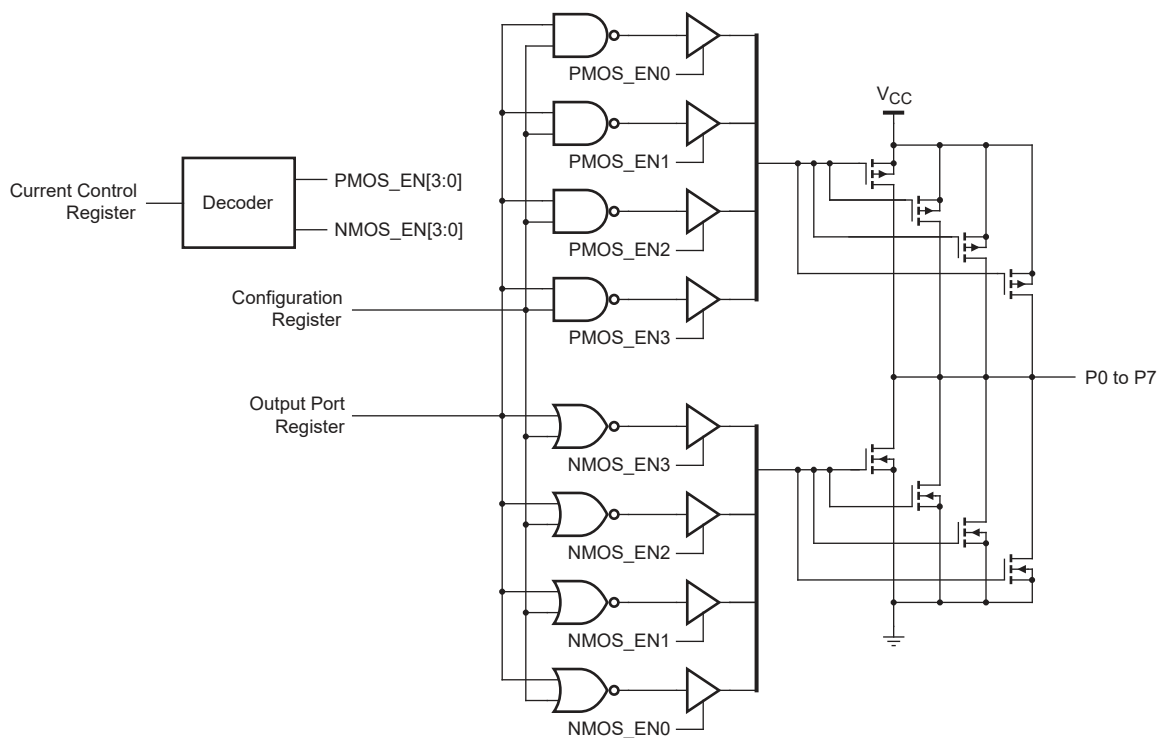 PMOS_EN0
V_CC
PMOS_EN1
Current Control
Register
Decoder
PMOS_EN[3:0]
NMOS_EN[3:0]
PMOS_EN2
Configuration
Register
PMOS_EN3
P0 to P7
Output Port
Register
NMOS_EN3
NMOS_EN2
NMOS_EN1
NMOS_EN0